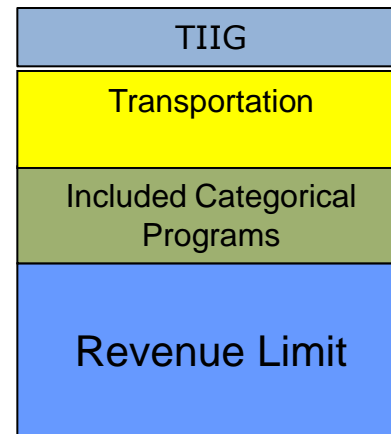 TIIG
Transportation
Included Categorical
Programs
Revenue Limit